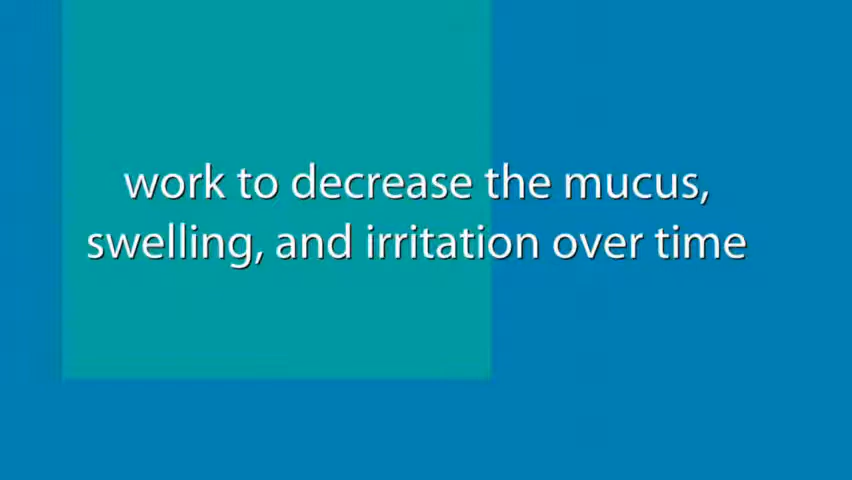 work to decrease the mucus,
swelling, and irritation over time